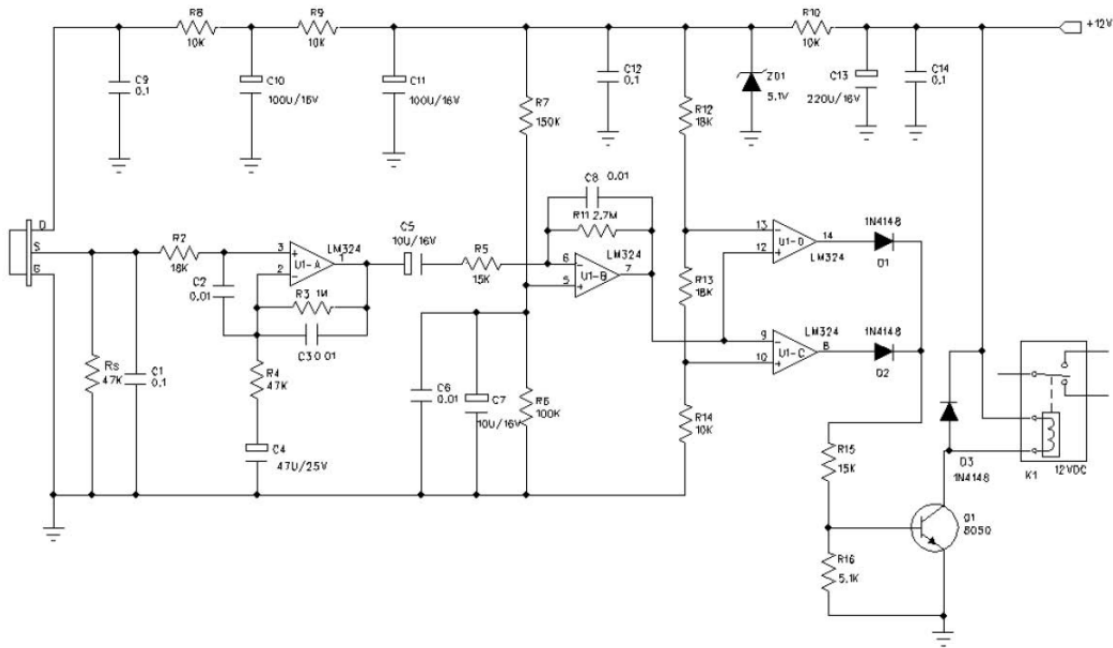 R8
10K
R9
10K
R10
10K
+12V
C9
0.1
C10
100U/16V
C11
100U/16V
C12
0.1
ZD1
5.1V
C13
220U/16V
C14
0.1
R7
150K
R12
18K
C8 0.01
R11 2.7M
D
S
G
R2
18K
C2
0.01
3
+
2
−
1
U1-A
LM324
R3 1M
C3 0.01
C5
10U/16V
R5
15K
6
−
5
+
7
U1-B
LM324
13
−
12
+
14
U1-D
LM324
1N4148
D1
R13
18K
9
−
10
+
8
U1-C
LM324
1N4148
D2
Rs
47K
C1
0.1
R4
47K
C4
47U/25V
C6
0.01
C7
10U/16V
R6
100K
R14
10K
R15
15K
R16
5.1K
Q1
8050
D3
1N4148
K1
12VDC